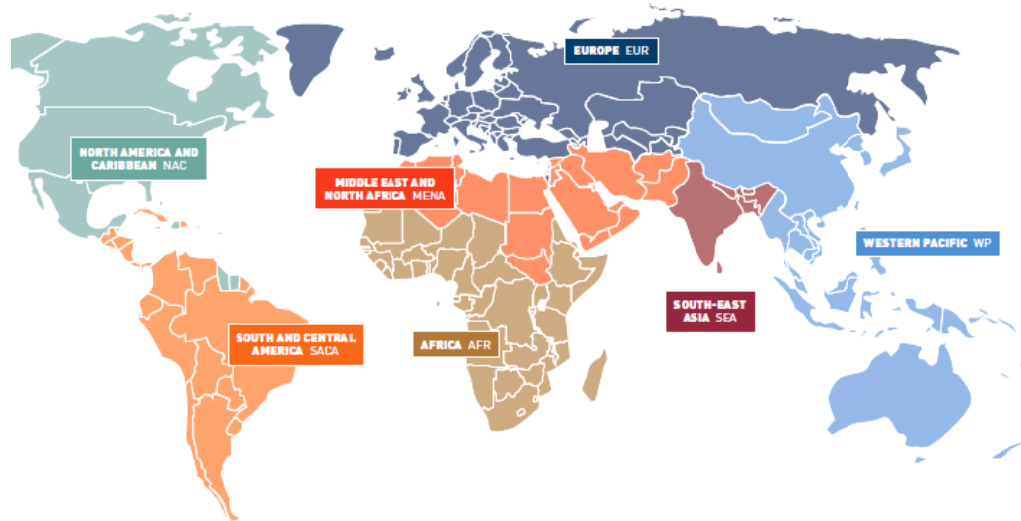 EUROPE EUR
NORTH AMERICA AND
CARIBBEAN NAC
MIDDLE EAST AND
NORTH AFRICA MENA
WESTERN PACIFIC WP
SOUTH-EAST
ASIA SEA
SOUTH AND CENTRAL
AMERICA SACA
AFRICA AFR